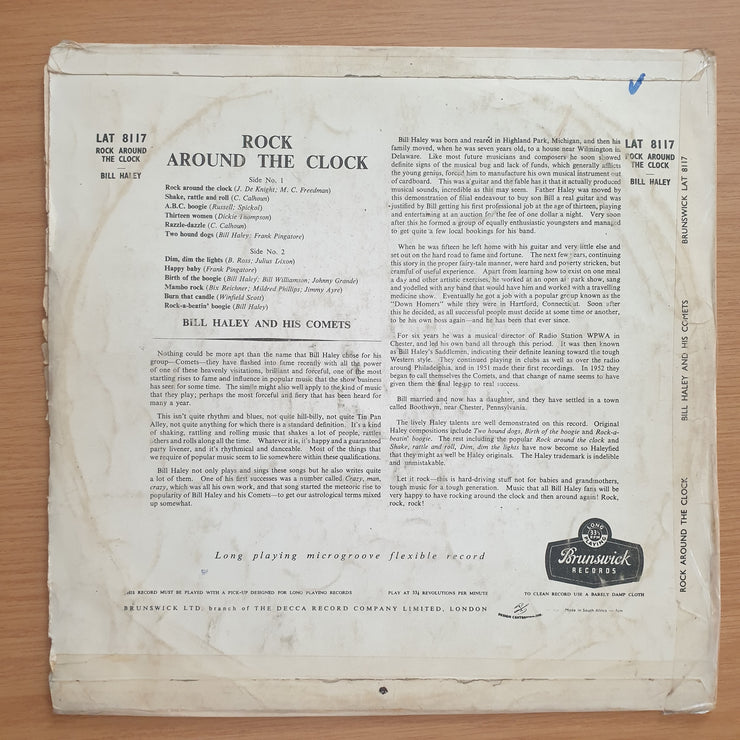 LAT 8117
ROCK AROUND
THE CLOCK
BILL HALEY
ROCK
AROUND THE CLOCK
Side No. 1
Rock around the clock (J. De Knight; M. C. Freedman)
Shake, rattle and roll (C. Calhoun)
A.B.C. boogie (Russell; Spickol)
Thirteen women (Dickie Thompson)
Razzle-dazzle (C. Calhoun)
Two hound dogs (Bill Haley; Frank Pingatore)
Side No. 2
Dim, dim the lights (B. Ross; Julius Dixon)
Happy baby (Frank Pingatore)
Birth of the boogie (Bill Haley; Bill Williamson; Johnny Grande)
Mambo rock (Bix Reichner; Mildred Phillips; Jimmy Ayre)
Burn that candle (Winfield Scott)
Rock-a-beatin' boogie (Bill Haley)
BILL HALEY AND HIS COMETS
Nothing could be more apt than the name that Bill Haley chose for his
group—Comets—they have flashed into fame recently with all the power
of one of these heavenly visitations, brilliant and forceful, one of the most
startling rises to fame and influence in popular music that the show business
has seen for some time. The simile might also well apply to the kind of music
that they play; perhaps the most forceful and fiery that has been heard for
many a year.
This isn't quite rhythm and blues, not quite hill-billy, not quite Tin Pan
Alley, not quite anything for which there is a standard definition. It's a kind
of shaking, rattling and rolling music that shakes a lot of people, rattles
others and rolls along all the time. Whatever it is, it's happy and a guaranteed
party livener, and it's rhythmical and danceable. Most of the things that
we require of popular music seem to lie somewhere within these qualifications.
Bill Haley not only plays and sings these songs but he also writes quite
a lot of them. One of his first successes was a number called Crazy, man,
crazy, which was all his own work, and that song started the meteoric rise to
popularity of Bill Haley and his Comets—to get our astrological terms mixed
up somewhat.
Bill Haley was born and reared in Highland Park, Michigan, and then his
family moved, when he was seven years old, to a house near Wilmington in
Delaware. Like most future musicians and composers he soon showed
definite signs of the musical bug and lack of funds, which generally afflicts
the young genius, forced him to manufacture his own musical instrument out
of cardboard. This was a guitar and the fable has it that it actually produced
musical sounds, incredible as this may seem. Father Haley was moved by
this demonstration of filial endeavour to buy son Bill a real guitar and was
justified by Bill getting his first professional job at the age of thirteen, playing
and entertaining at an auction for the fee of one dollar a night. Very soon
after this he formed a group of equally enthusiastic youngsters and managed
to get quite a few local bookings for his band.
When he was fifteen he left home with his guitar and very little else and
set out on the hard road to fame and fortune. The next few years, continuing
this story in the proper fairy-tale manner, were hard and poverty stricken, but
cramful of useful experience. Apart from learning how to exist on one meal
a day and other artistic exercises, he worked at an open air park show, sang
and yodelled with any band that would have him and worked with a travelling
medicine show. Eventually he got a job with a popular group known as the
"Down Homers" while they were in Hartford, Connecticut. Soon after
this he decided, as all successful people must decide at some time or another,
to be his own boss again—and he has been that ever since.
For six years he was a musical director of Radio Station WPWA in
Chester, and led his own band all through this period. It was then known
as Bill Haley's Saddlemen, indicating their definite leaning toward the tough
Western style. They continued playing in clubs as well as over the radio
around Philadelphia, and in 1951 made their first recordings. In 1952 they
began to call themselves the Comets, and that change of name seems to have
given them the final leg-up to real success.
Bill married and now has a daughter, and they have settled in a town
called Boothwyn, near Chester, Pennsylvania.
The lively Haley talents are well demonstrated on this record. Original
Haley compositions include Two hound dogs, Birth of the boogie and Rock-a-
beatin' boogie. The rest including the popular Rock around the clock and
Shake, rattle and roll, Dim, dim the lights have now become so Haleyfied
that they might as well be Haley originals. The Haley trademark is indelible
and unmistakable.
Let it rock—this is hard-driving stuff not for babies and grandmothers,
tough music for a tough generation. Music that all Bill Haley fans will be
very happy to have rocking around the clock and then around again! Rock,
rock, rock!
LAT 8117
ROCK AROUND
THE CLOCK
BILL HALEY
BRUNSWICK LAT 8117
BILL HALEY AND HIS COMETS
ROCK AROUND THE CLOCK
Long playing microgroove flexible record
LONG
33⅓
RPM
PLAYING
Brunswick
RECORDS
THIS RECORD MUST BE PLAYED WITH A PICK-UP DESIGNED FOR LONG PLAYING RECORDS
PLAY AT 33⅓ REVOLUTIONS PER MINUTE
TO CLEAN RECORD USE A BARELY DAMP CLOTH
BRUNSWICK LTD. branch of THE DECCA RECORD COMPANY LIMITED, LONDON
Made in South Africa